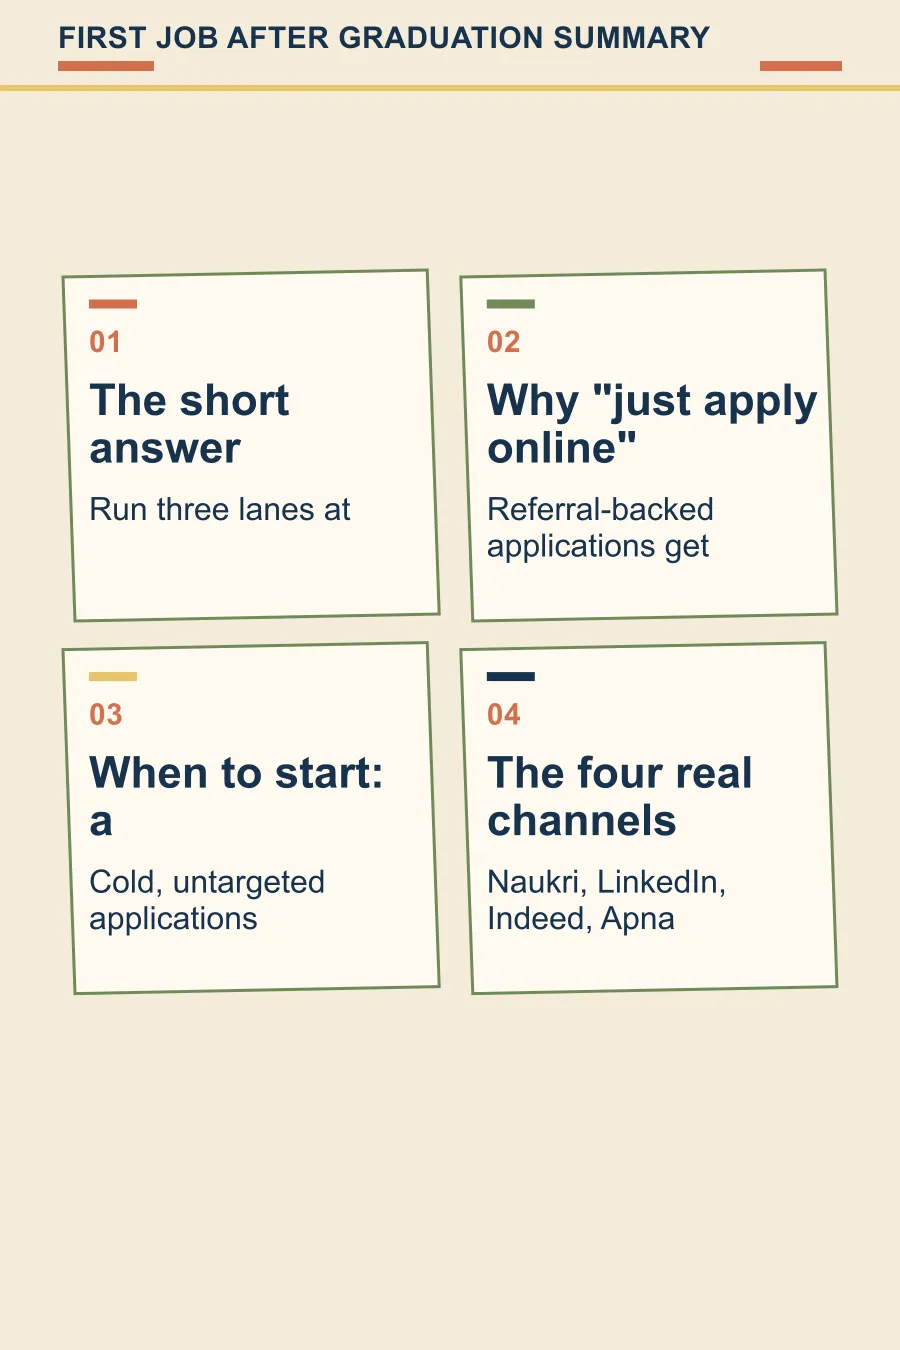 FIRST JOB AFTER GRADUATION SUMMARY
01
The short
answer
Run three lanes at
02
Why "just apply
online"
Referral-backed
applications get
03
When to start:
a
Cold, untargeted
applications
04
The four real
channels
Naukri, LinkedIn,
Indeed, Apna